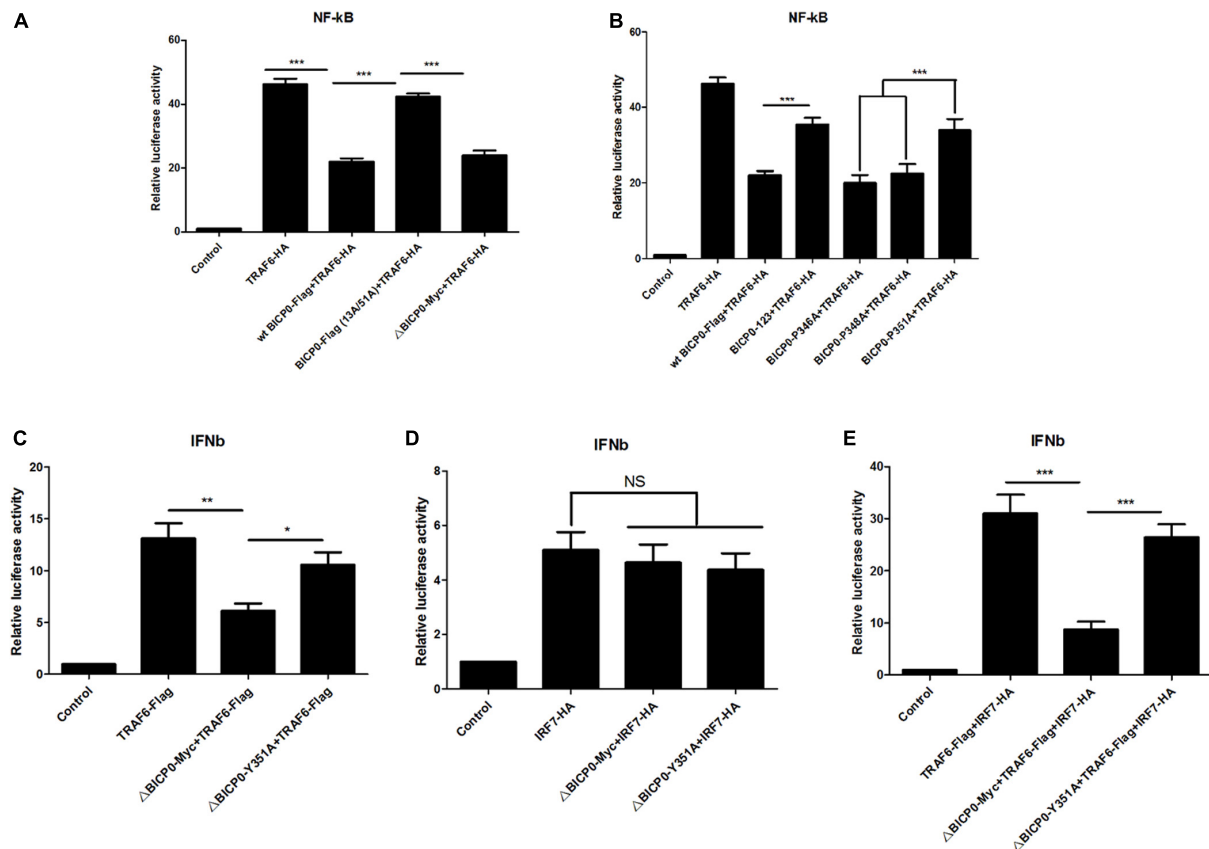 A
NF-kB
Relative luciferase activity
60
40
20
0
***
***
***
Control
TRAF6-HA
wt BICP0-Flag+TRAF6-HA
BICP0-Flag (13A/51A)+TRAF6-HA
△BICP0-Myc+TRAF6-HA
B
NF-kB
Relative luciferase activity
60
40
20
0
***
***
Control
TRAF6-HA
wt BICP0-Flag+TRAF6-HA
BICP0-123+TRAF6-HA
BICP0-P346A+TRAF6-HA
BICP0-P348A+TRAF6-HA
BICP0-P351A+TRAF6-HA
C
IFNb
Relative luciferase activity
20
15
10
5
0
**
*
Control
TRAF6-Flag
△BICP0-Myc+TRAF6-Flag
△BICP0-Y351A+TRAF6-Flag
D
IFNb
Relative luciferase activity
8
6
4
2
0
NS
Control
IRF7-HA
△BICP0-Myc+IRF7-HA
△BICP0-Y351A+IRF7-HA
E
IFNb
Relative luciferase activity
40
30
20
10
0
***
***
Control
TRAF6-Flag+IRF7-HA
△BICP0-Myc+TRAF6-Flag+IRF7-HA
△BICP0-Y351A+TRAF6-Flag+IRF7-HA